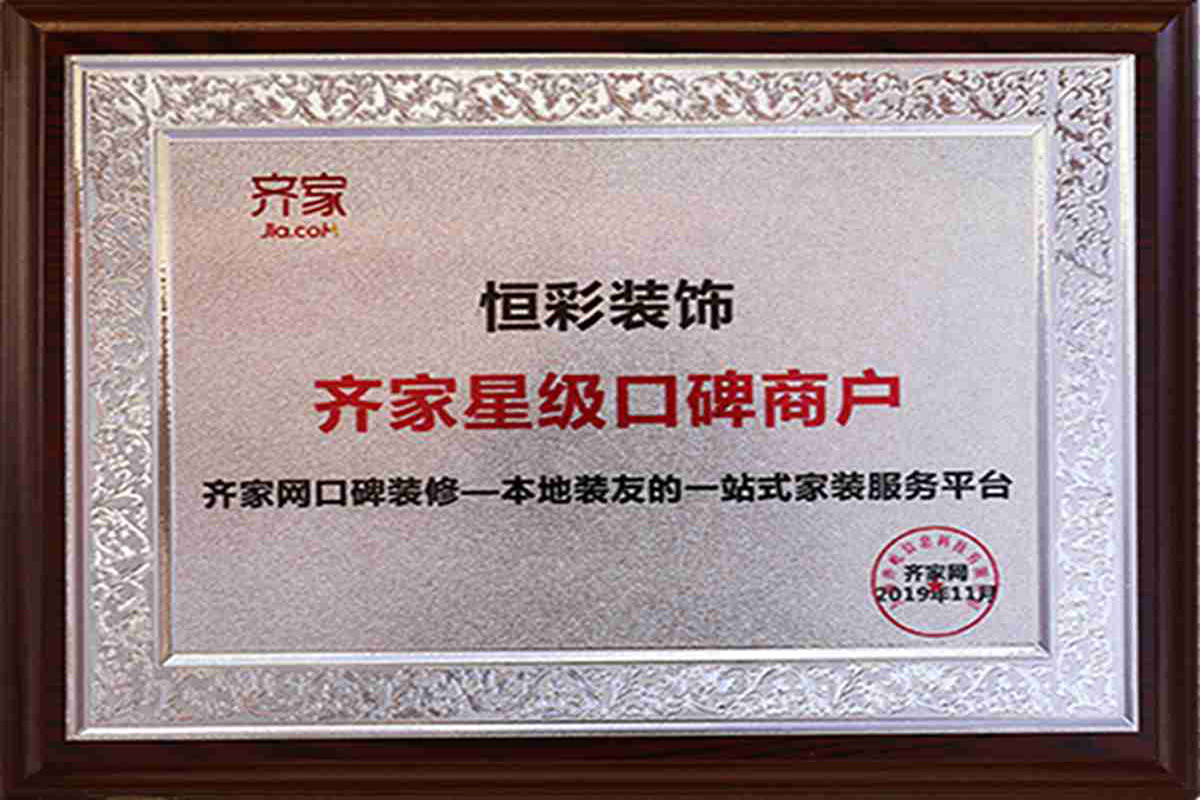 齐家
Jia.coM
恒彩装饰
齐家星级口碑商户
齐家网口碑装修—本地装友的一站式家装服务平台
齐家网
2019年11月